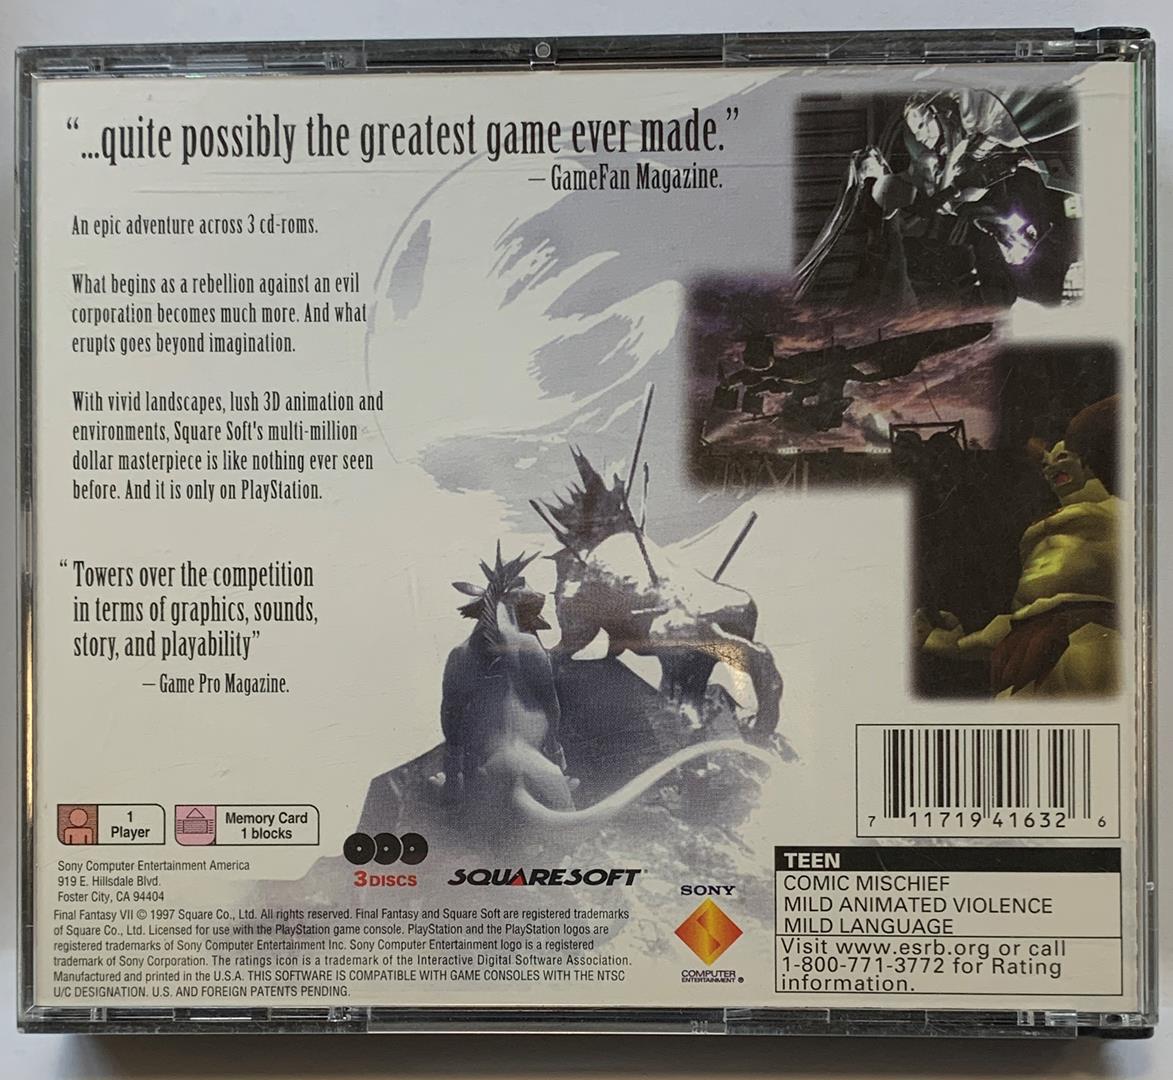 “...quite possibly the greatest game ever made.”
– GameFan Magazine.
An epic adventure across 3 cd-roms.
What begins as a rebellion against an evil
corporation becomes much more. And what
erupts goes beyond imagination.
With vivid landscapes, lush 3D animation and
environments, Square Soft's multi-million
dollar masterpiece is like nothing ever seen
before. And it is only on PlayStation.
“Towers over the competition
in terms of graphics, sounds,
story, and playability”
– Game Pro Magazine.
1
Player
Memory Card
1 blocks
Sony Computer Entertainment America
919 E. Hillsdale Blvd.
Foster City, CA 94404
3 DISCS
SQUARESOFT
SONY
COMPUTER
ENTERTAINMENT ®
Final Fantasy VII © 1997 Square Co., Ltd. All rights reserved. Final Fantasy and Square Soft are registered trademarks
of Square Co., Ltd. Licensed for use with the PlayStation game console. PlayStation and the PlayStation logos are
registered trademarks of Sony Computer Entertainment Inc. Sony Computer Entertainment logo is a registered
trademark of Sony Corporation. The ratings icon is a trademark of the Interactive Digital Software Association.
Manufactured and printed in the U.S.A. THIS SOFTWARE IS COMPATIBLE WITH GAME CONSOLES WITH THE NTSC
U/C DESIGNATION. U.S. AND FOREIGN PATENTS PENDING.
7 11719 41632 6
TEEN
COMIC MISCHIEF
MILD ANIMATED VIOLENCE
MILD LANGUAGE
Visit www.esrb.org or call
1-800-771-3772 for Rating
information.